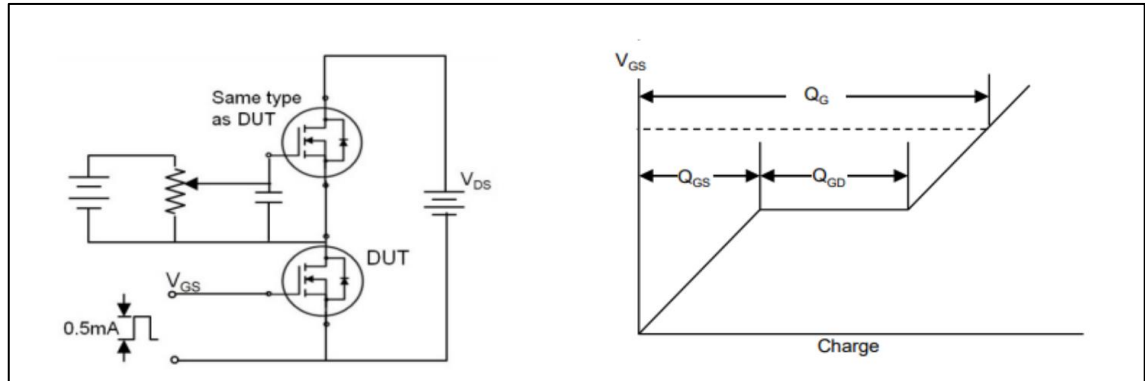 Same type
as DUT
V_DS
DUT
V_GS
0.5mA
V_GS
Q_G
Q_GS
Q_GD
Charge